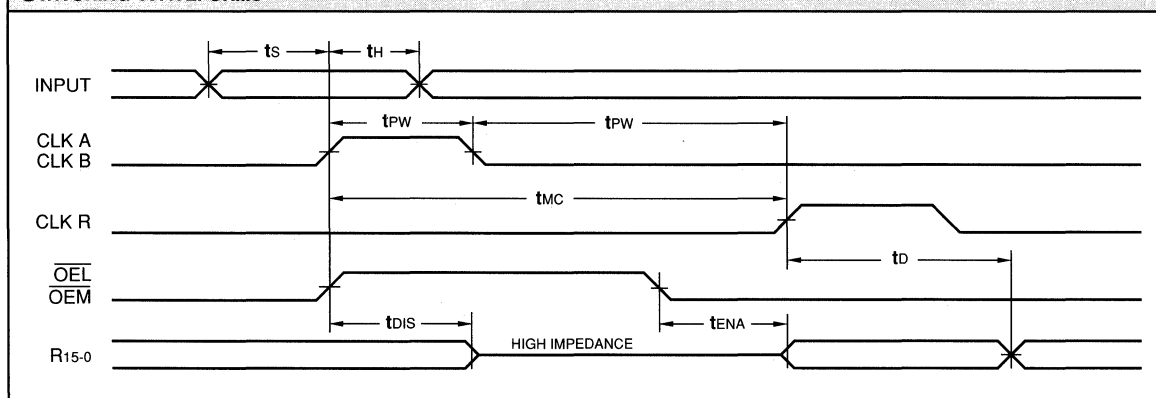 tS tH
INPUT
tPW tPW
CLK A
CLK B
tMC
CLK R
tD
OEL
OEM
tDIS tENA
HIGH IMPEDANCE
R15-0